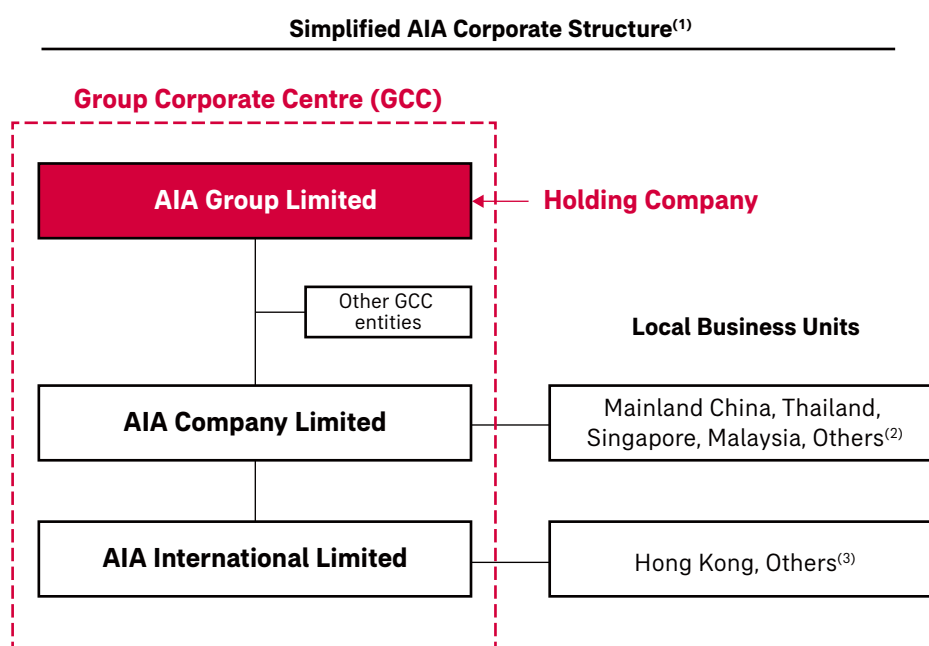 Simplified AIA Corporate Structure(1)
Group Corporate Centre (GCC)
AIA Group Limited
Holding Company
Other GCC
entities
Local Business Units
AIA Company Limited
Mainland China, Thailand,
Singapore, Malaysia, Others(2)
AIA International Limited
Hong Kong, Others(3)